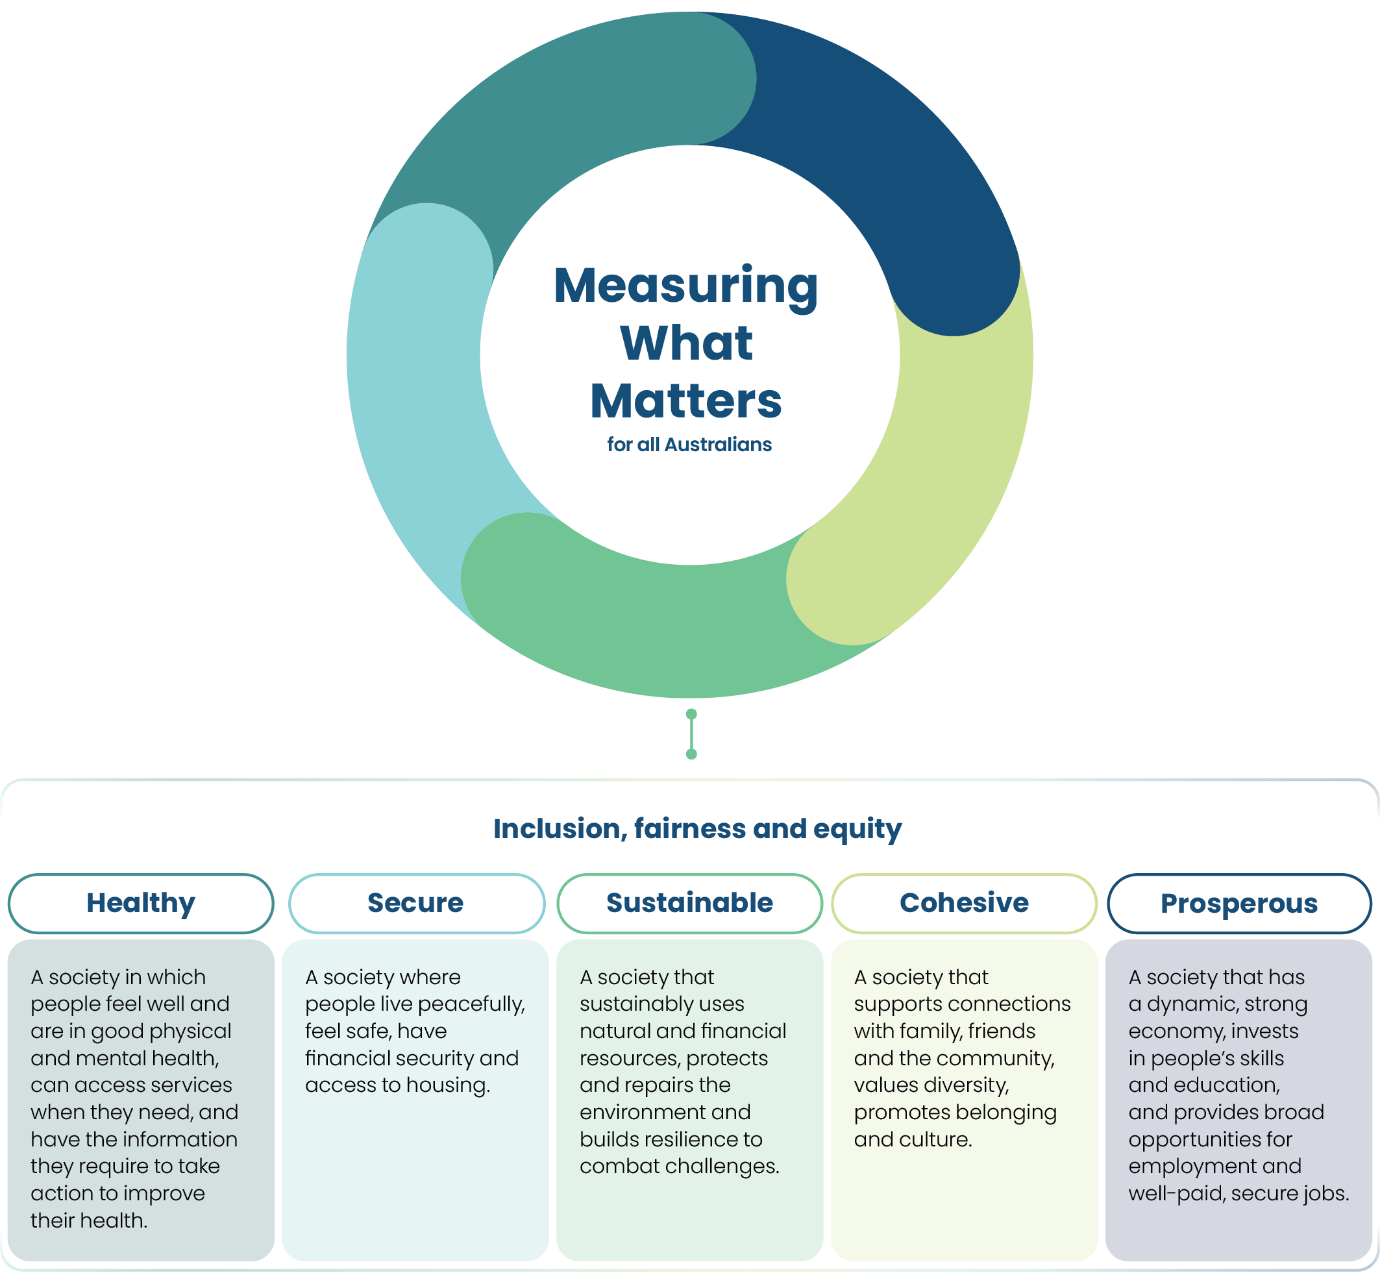 Measuring
What
Matters
for all Australians
Inclusion, fairness and equity
Healthy
A society in which
people feel well and
are in good physical
and mental health,
can access services
when they need, and
have the information
they require to take
action to improve
their health.
Secure
A society where
people live peacefully,
feel safe, have
financial security and
access to housing.
Sustainable
A society that
sustainably uses
natural and financial
resources, protects
and repairs the
environment and
builds resilience to
combat challenges.
Cohesive
A society that
supports connections
with family, friends
and the community,
values diversity,
promotes belonging
and culture.
Prosperous
A society that has
a dynamic, strong
economy, invests
in people’s skills
and education,
and provides broad
opportunities for
employment and
well-paid, secure jobs.